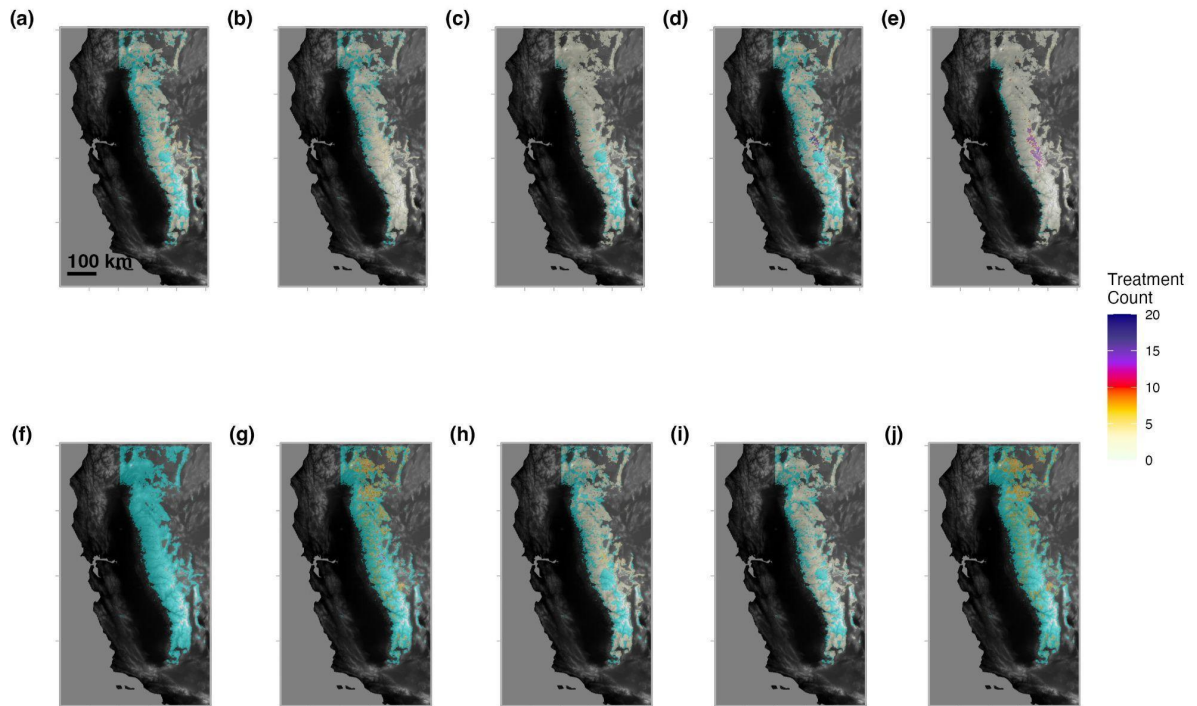 (a)
(b)
(c)
(d)
(e)
100 km
Treatment
Count
20
15
10
5
0
(f)
(g)
(h)
(i)
(j)